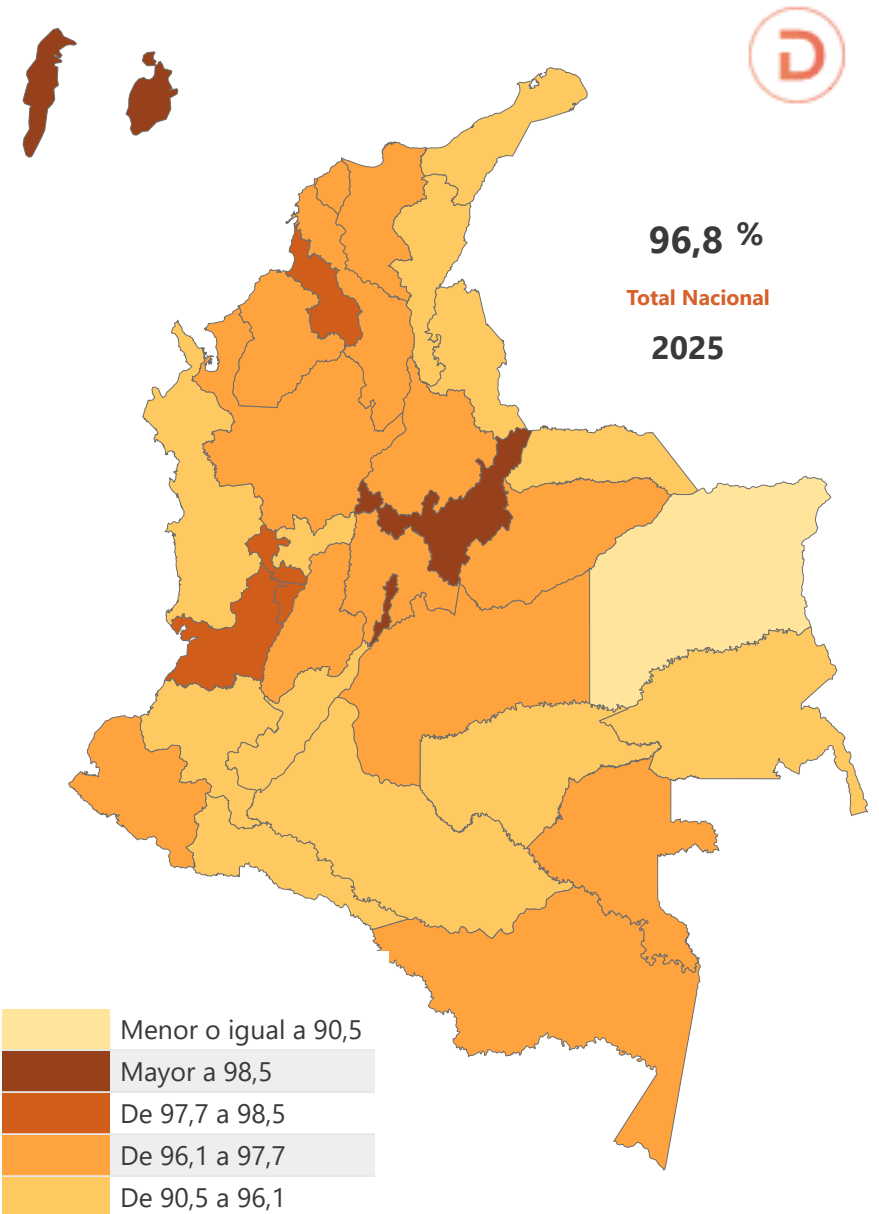 D
96,8 %
Total Nacional
2025
Menor o igual a 90,5
Mayor a 98,5
De 97,7 a 98,5
De 96,1 a 97,7
De 90,5 a 96,1